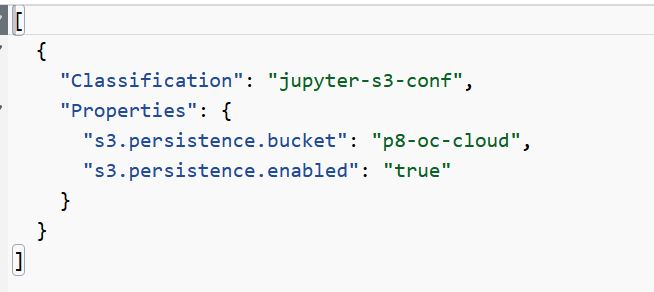 [
  {
    "Classification": "jupyter-s3-conf",
    "Properties": {
      "s3.persistence.bucket": "p8-oc-cloud",
      "s3.persistence.enabled": "true"
    }
  }
]